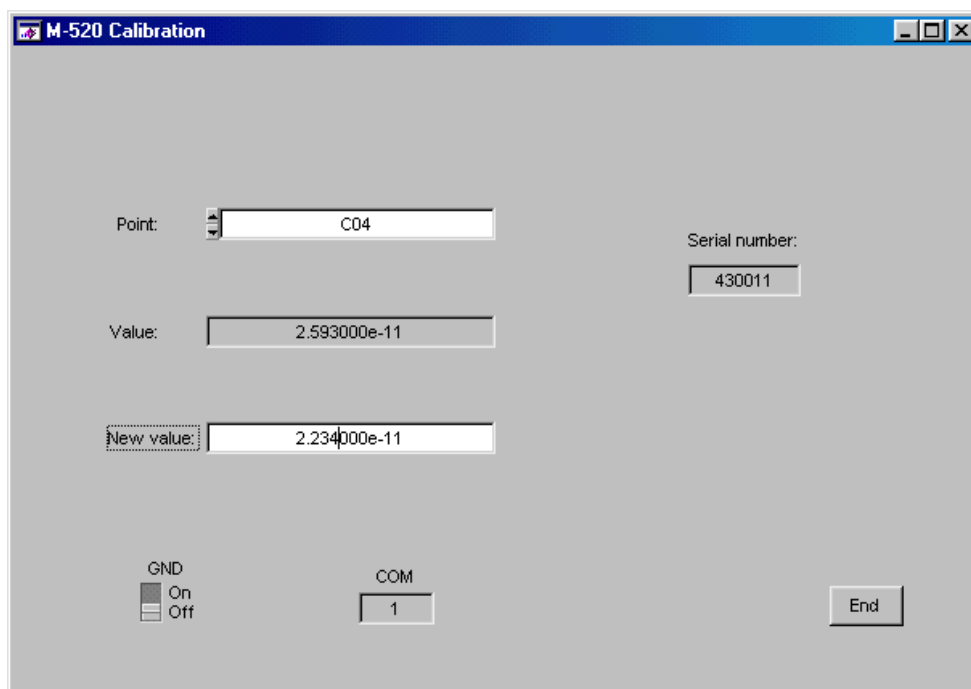 M-520 Calibration
Point:
C04
Serial number:
430011
Value:
2.593000e-11
New value:
2.234000e-11
GND
On
Off
COM
1
End